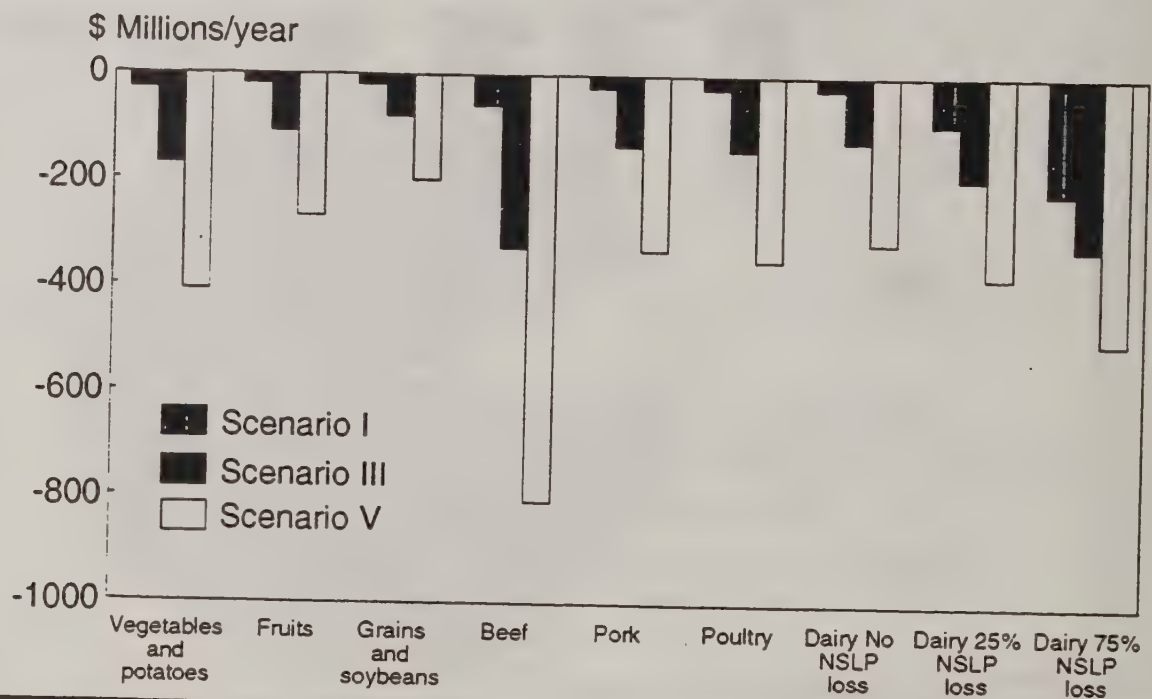 $ Millions/year
0
-200
-400
-600
-800
-1000
Scenario I
Scenario III
Scenario V
Vegetables
and
potatoes
Fruits
Grains
and
soybeans
Beef
Pork
Poultry
Dairy No
NSLP
loss
Dairy 25%
NSLP
loss
Dairy 75%
NSLP
loss